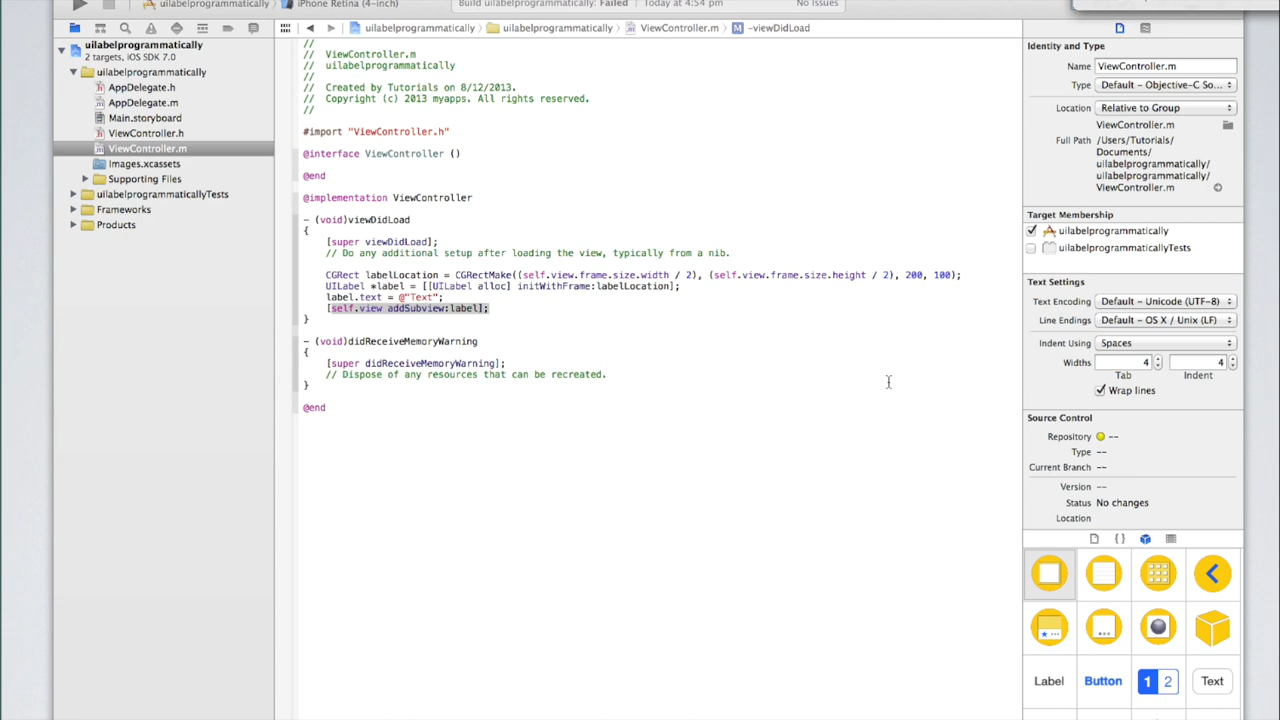 iPhone Retina (4-inch)
Build uilabelprogrammatically: Failed
Today at 4:54 pm
No Issues
uilabelprogrammatically
2 targets, iOS SDK 7.0
uilabelprogrammatically
AppDelegate.h
AppDelegate.m
Main.storyboard
ViewController.h
ViewController.m
Images.xcassets
Supporting Files
uilabelprogrammaticallyTests
Frameworks
Products
uilabelprogrammatically
uilabelprogrammatically
ViewController.m
-viewDidLoad
//
// ViewController.m
// uilabelprogrammatically
//
// Created by Tutorials on 8/12/2013.
// Copyright (c) 2013 myapps. All rights reserved.
//
#import "ViewController.h"
@interface ViewController ()
@end
@implementation ViewController
- (void)viewDidLoad
{
[super viewDidLoad];
// Do any additional setup after loading the view, typically from a nib.
CGRect labelLocation = CGRectMake((self.view.frame.size.width / 2), (self.view.frame.size.height / 2), 200, 100);
UILabel *label = [[UILabel alloc] initWithFrame:labelLocation];
label.text = @"Text";
[self.view addSubview:label];
}
- (void)didReceiveMemoryWarning
{
[super didReceiveMemoryWarning];
// Dispose of any resources that can be recreated.
}
@end
Identity and Type
Name ViewController.m
Type Default - Objective-C So...
Location Relative to Group
ViewController.m
Full Path /Users/Tutorials/
Documents/
uilabelprogrammatically/
uilabelprogrammatically/
ViewController.m
Target Membership
uilabelprogrammatically
uilabelprogrammaticallyTests
Text Settings
Text Encoding Default - Unicode (UTF-8)
Line Endings Default - OS X / Unix (LF)
Indent Using Spaces
Widths 4 4
Tab Indent
Wrap lines
Source Control
Repository --
Type --
Current Branch --
Version --
Status No changes
Location
{ }
Label Button 1 2 Text